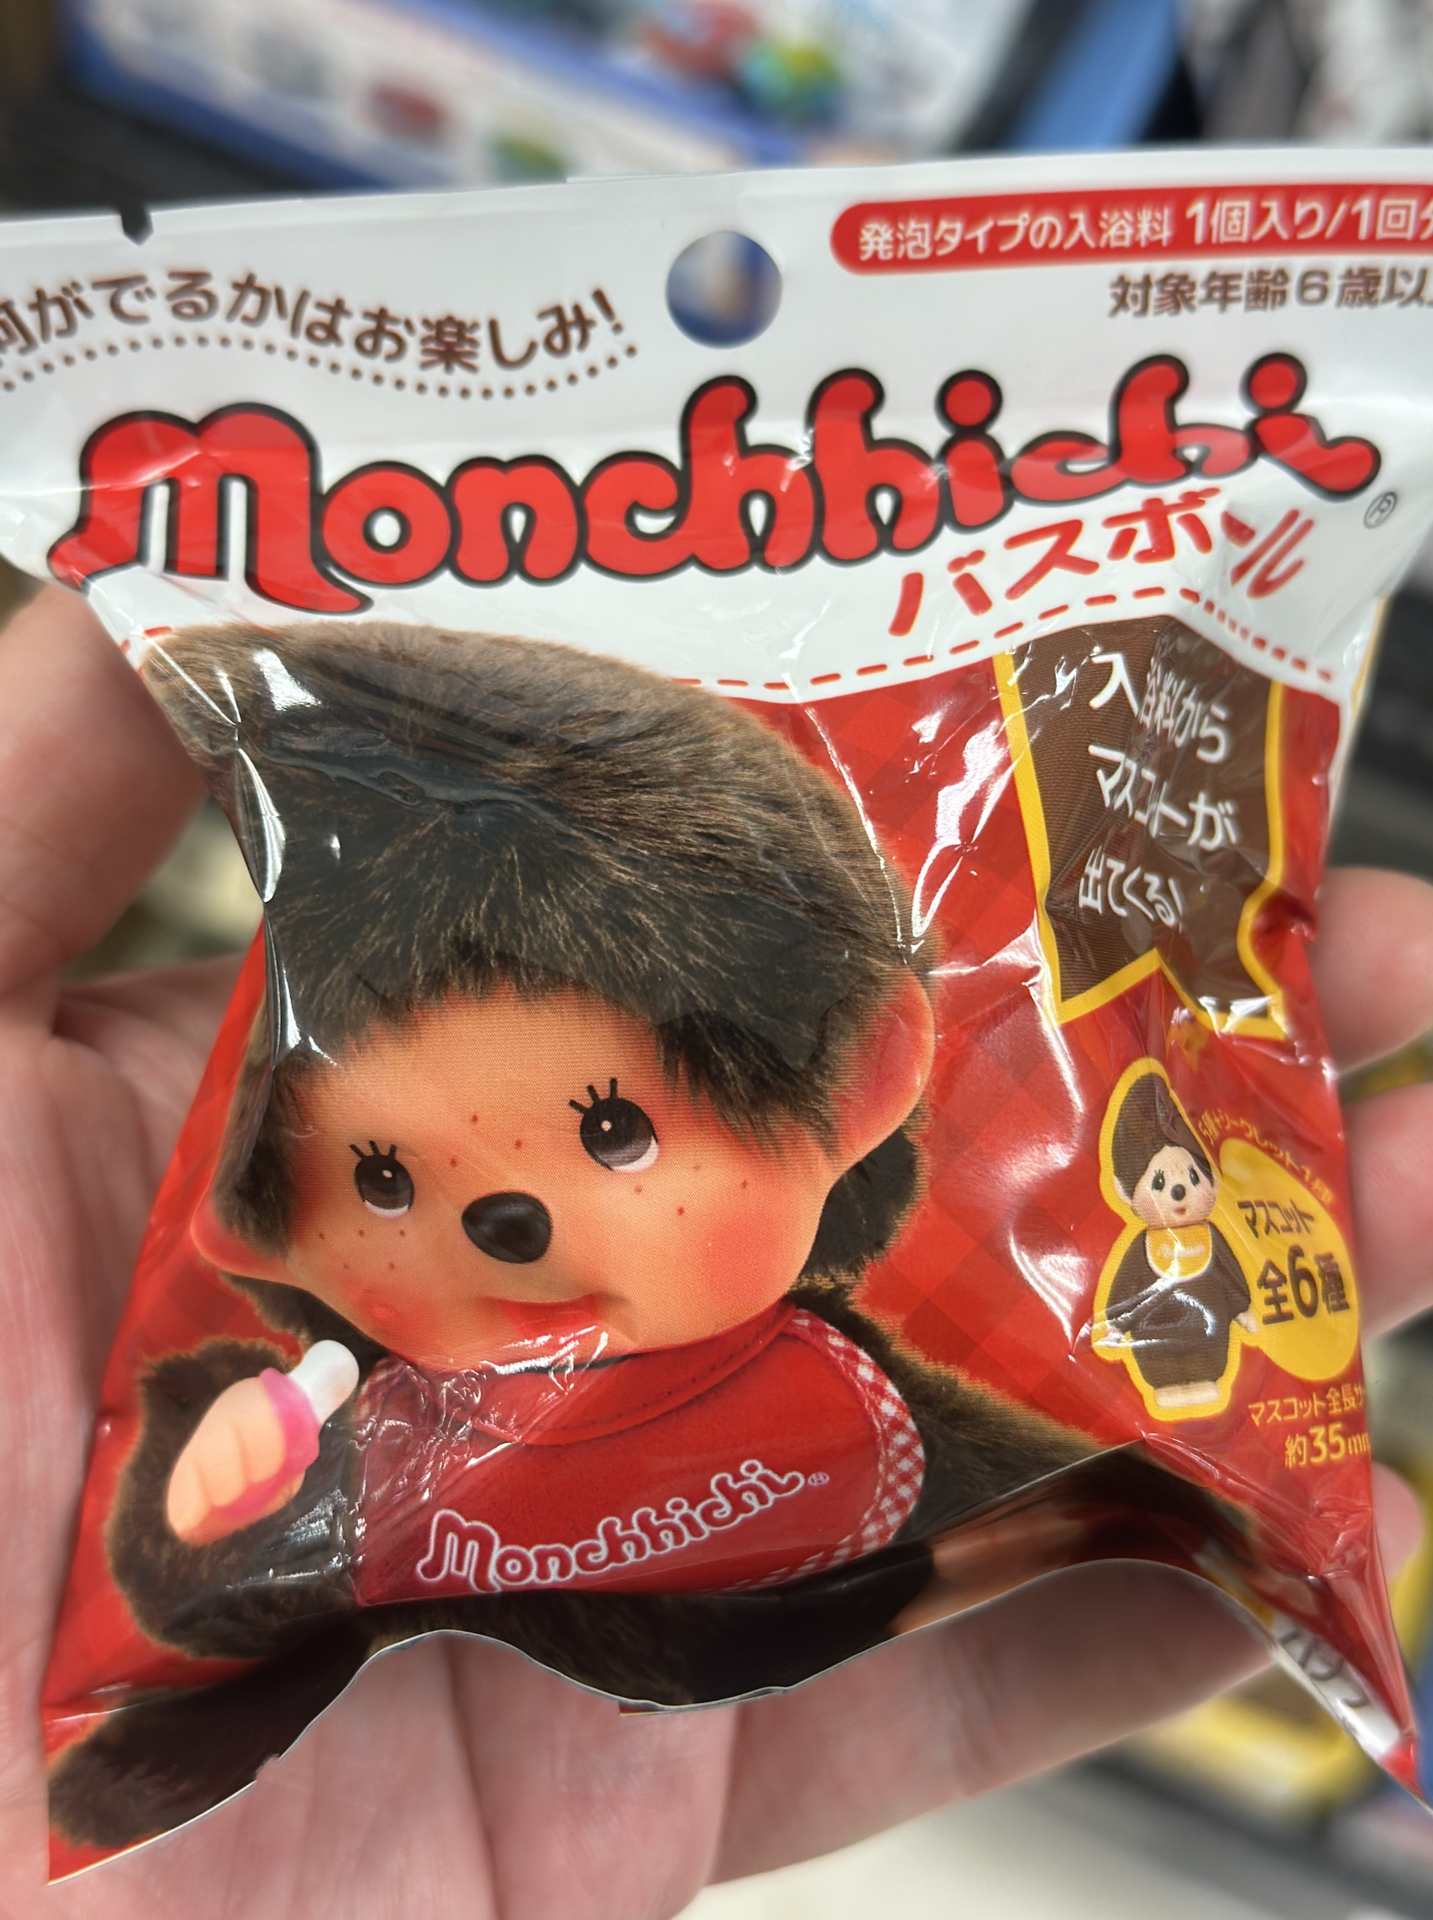 発泡タイプの入浴料 1個入り/1回分
対象年齢6歳以
何がでるかはお楽しみ!
Monchhichi®
バスボール
入浴料から
マスコットが
出てくる!
マスコット
全6種
マスコット全長サ
約35mm
Monchhichi®